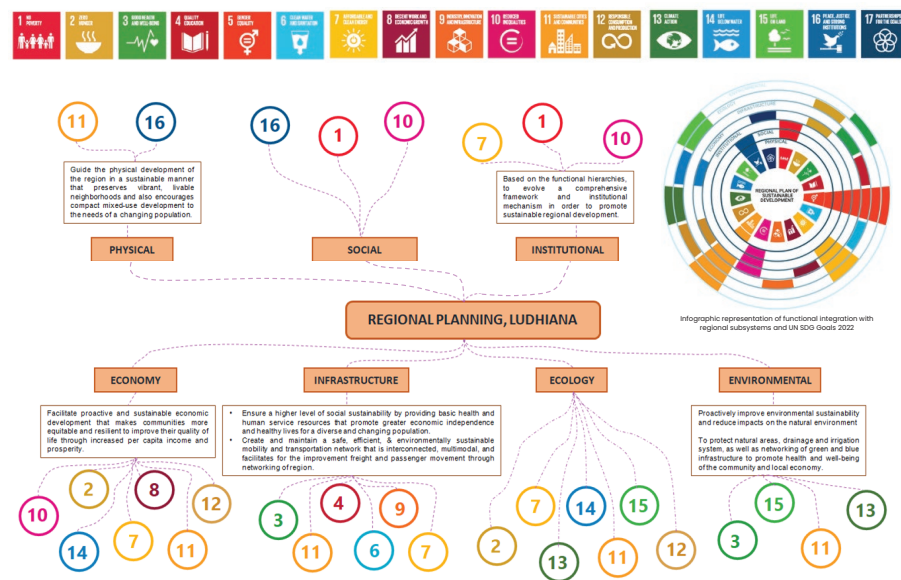 1 NO POVERTY
2 ZERO HUNGER
3 GOOD HEALTH AND WELL-BEING
4 QUALITY EDUCATION
5 GENDER EQUALITY
6 CLEAN WATER AND SANITATION
7 AFFORDABLE AND CLEAN ENERGY
8 DECENT WORK AND ECONOMIC GROWTH
9 INDUSTRY, INNOVATION AND INFRASTRUCTURE
10 REDUCED INEQUALITIES
11 SUSTAINABLE CITIES AND COMMUNITIES
12 RESPONSIBLE CONSUMPTION AND PRODUCTION
13 CLIMATE ACTION
14 LIFE BELOW WATER
15 LIFE ON LAND
16 PEACE, JUSTICE AND STRONG INSTITUTIONS
17 PARTNERSHIPS FOR THE GOALS
11
16
Guide the physical development of
the region in a sustainable manner
that preserves vibrant, livable
neighborhoods and also encourages
compact mixed-use development to
the needs of a changing population.
PHYSICAL
16
1
10
SOCIAL
7
1
10
Based on the functional hierarchies,
to evolve a comprehensive
framework and institutional
mechanism in order to promote
sustainable regional development.
INSTITUTIONAL
INFRASTRUCTURE
ECONOMY
INSTITUTIONAL
SOCIAL
PHYSICAL
REGIONAL PLAN OF
SUSTAINABLE
DEVELOPMENT
Infographic representation of functional integration with
regional subsystems and UN SDG Goals 2022
REGIONAL PLANNING, LUDHIANA
ECONOMY
Facilitate proactive and sustainable economic
development that makes communities more
equitable and resilient to improve their quality of
life through increased per capita income and
prosperity.
10
2
8
12
14
7
11
INFRASTRUCTURE
• Ensure a higher level of social sustainability by providing basic health and
human service resources that promote greater economic independence
and healthy lives for a diverse and changing population.
• Create and maintain a safe, efficient, & environmentally sustainable
mobility and transportation network that is interconnected, multimodal, and
facilitates for the improvement freight and passenger movement through
networking of region.
3
4
9
11
6
7
ECOLOGY
2
7
14
15
13
11
12
ENVIRONMENTAL
Proactively improve environmental sustainability
and reduce impacts on the natural environment
To protect natural areas, drainage and irrigation
system, as well as networking of green and blue
infrastructure to promote health and well-being
of the community and local economy.
3
15
11
13